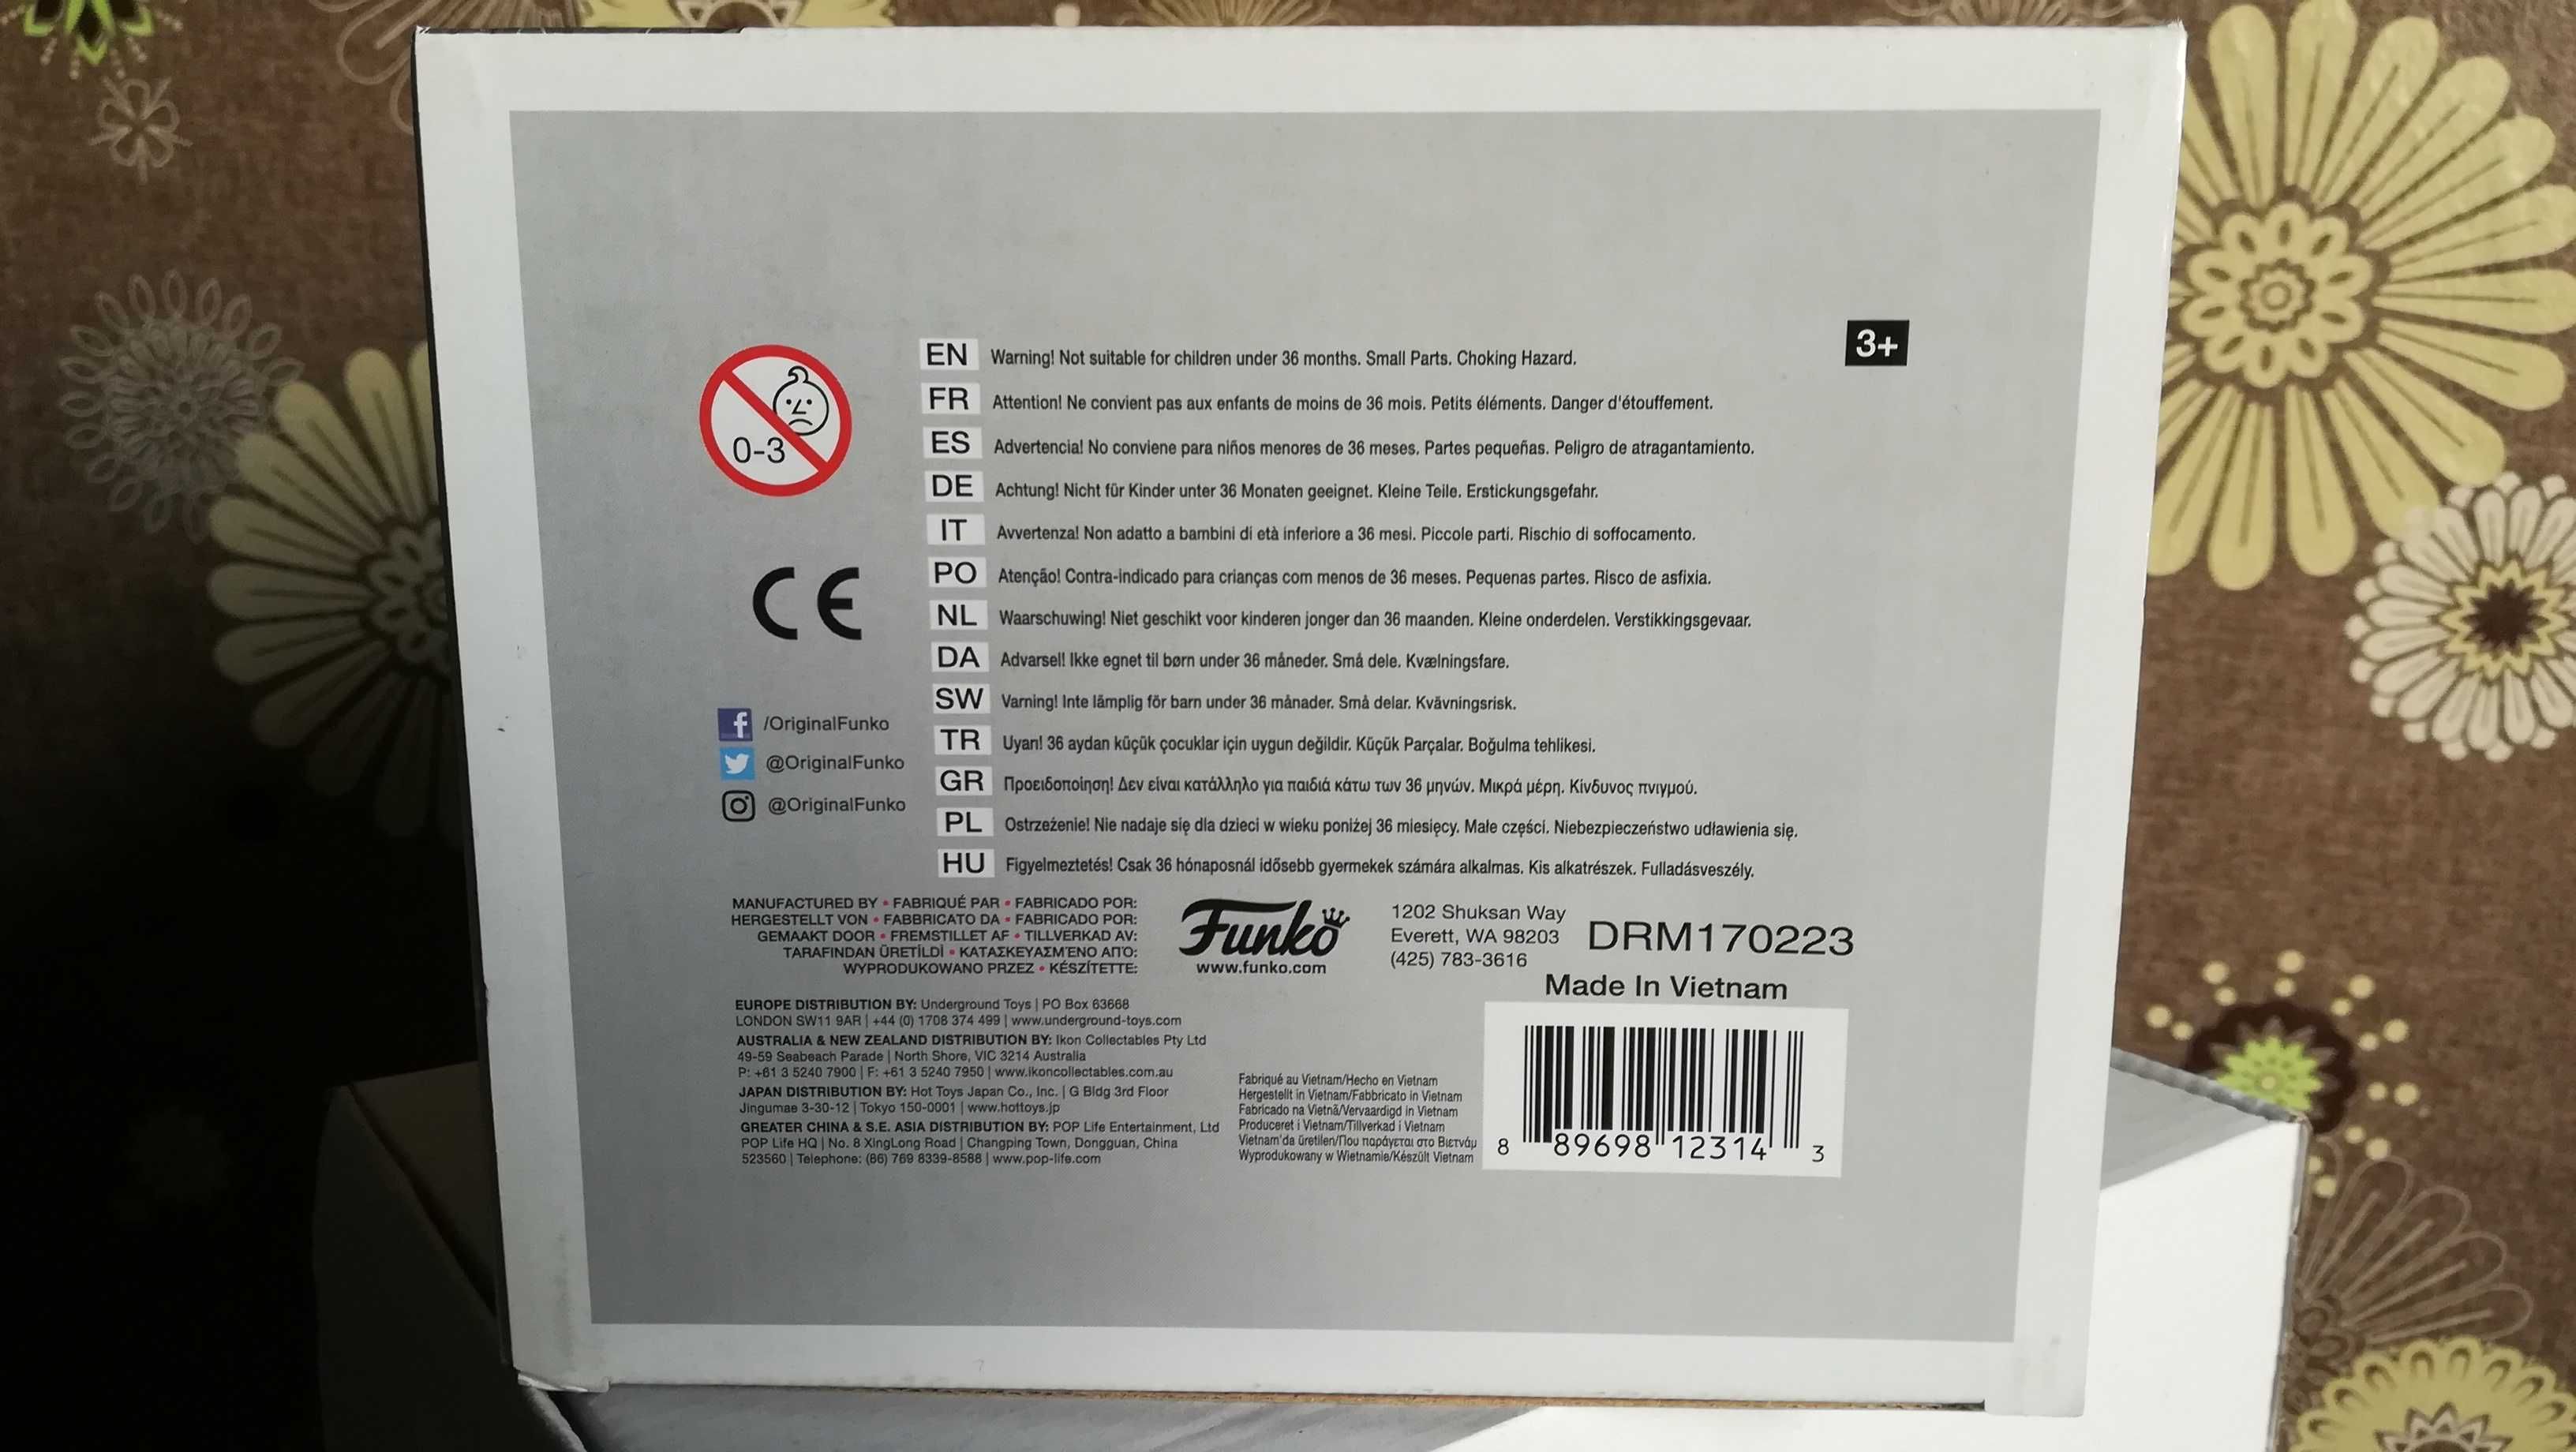 3+
0-3
EN Warning! Not suitable for children under 36 months. Small Parts. Choking Hazard.
FR Attention! Ne convient pas aux enfants de moins de 36 mois. Petits éléments. Danger d'étouffement.
ES Advertencia! No conviene para niños menores de 36 meses. Partes pequeñas. Peligro de atragantamiento.
DE Achtung! Nicht für Kinder unter 36 Monaten geeignet. Kleine Teile. Erstickungsgefahr.
IT Avvertenza! Non adatto a bambini di età inferiore a 36 mesi. Piccole parti. Rischio di soffocamento.
PO Atenção! Contra-indicado para crianças com menos de 36 meses. Pequenas partes. Risco de asfixia.
NL Waarschuwing! Niet geschikt voor kinderen jonger dan 36 maanden. Kleine onderdelen. Verstikkingsgevaar.
DA Advarsel! Ikke egnet til børn under 36 måneder. Små dele. Kvælningsfare.
SW Varning! Inte lämplig för barn under 36 månader. Små delar. Kvävningsrisk.
TR Uyarı! 36 aydan küçük çocuklar için uygun değildir. Küçük Parçalar. Boğulma tehlikesi.
GR Προειδοποίηση! Δεν είναι κατάλληλο για παιδιά κάτω των 36 μηνών. Μικρά μέρη. Κίνδυνος πνιγμού.
PL Ostrzeżenie! Nie nadaje się dla dzieci w wieku poniżej 36 miesięcy. Małe części. Niebezpieczeństwo udławienia się.
HU Figyelmeztetés! Csak 36 hónaposnál idősebb gyermekek számára alkalmas. Kis alkatrészek. Fulladásveszély.
CE
/OriginalFunko
@OriginalFunko
@OriginalFunko
MANUFACTURED BY • FABRIQUÉ PAR • FABRICADO POR:
HERGESTELLT VON • FABBRICATO DA • FABRICADO POR:
GEMAAKT DOOR • FREMSTILLET AF • TILLVERKAD AV:
TARAFINDAN ÜRETİLDİ • ΚΑΤΑΣΚΕΥΑΣΜΈΝΟ ΑΠΌ:
WYPRODUKOWANO PRZEZ • KÉSZÍTETTE:
Funko
www.funko.com
1202 Shuksan Way
Everett, WA 98203
(425) 783-3616
DRM170223
Made In Vietnam
EUROPE DISTRIBUTION BY: Underground Toys | PO Box 63668
LONDON SW11 9AR | +44 (0) 1708 374 499 | www.underground-toys.com
AUSTRALIA & NEW ZEALAND DISTRIBUTION BY: Ikon Collectables Pty Ltd
49-59 Seabeach Parade | North Shore, VIC 3214 Australia
P: +61 3 5240 7900 | F: +61 3 5240 7950 | www.ikoncollectables.com.au
JAPAN DISTRIBUTION BY: Hot Toys Japan Co., Inc. | G Bldg 3rd Floor
Jingumae 3-30-12 | Tokyo 150-0001 | www.hottoys.jp
GREATER CHINA & S.E. ASIA DISTRIBUTION BY: POP Life Entertainment, Ltd
POP Life HQ | No. 8 XingLong Road | Changping Town, Dongguan, China
523560 | Telephone: (86) 769 8339-8588 | www.pop-life.com
Fabriqué au Vietnam/Hecho en Vietnam
Hergestellt in Vietnam/Fabbricato in Vietnam
Fabricado na Vietnã/Vervaardigd in Vietnam
Produceret i Vietnam/Tillverkad i Vietnam
Vietnam'da üretilen/Που παράγεται στο Βιετνάμ
Wyprodukowany w Wietnamie/Készült Vietnam
8 89698 12314 3